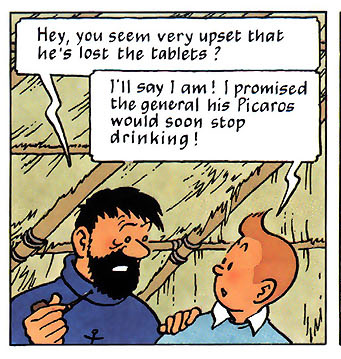 Hey, you seem very upset that
he's lost the tablets?
I'll say I am! I promised
the general his Picaros
would soon stop
drinking!